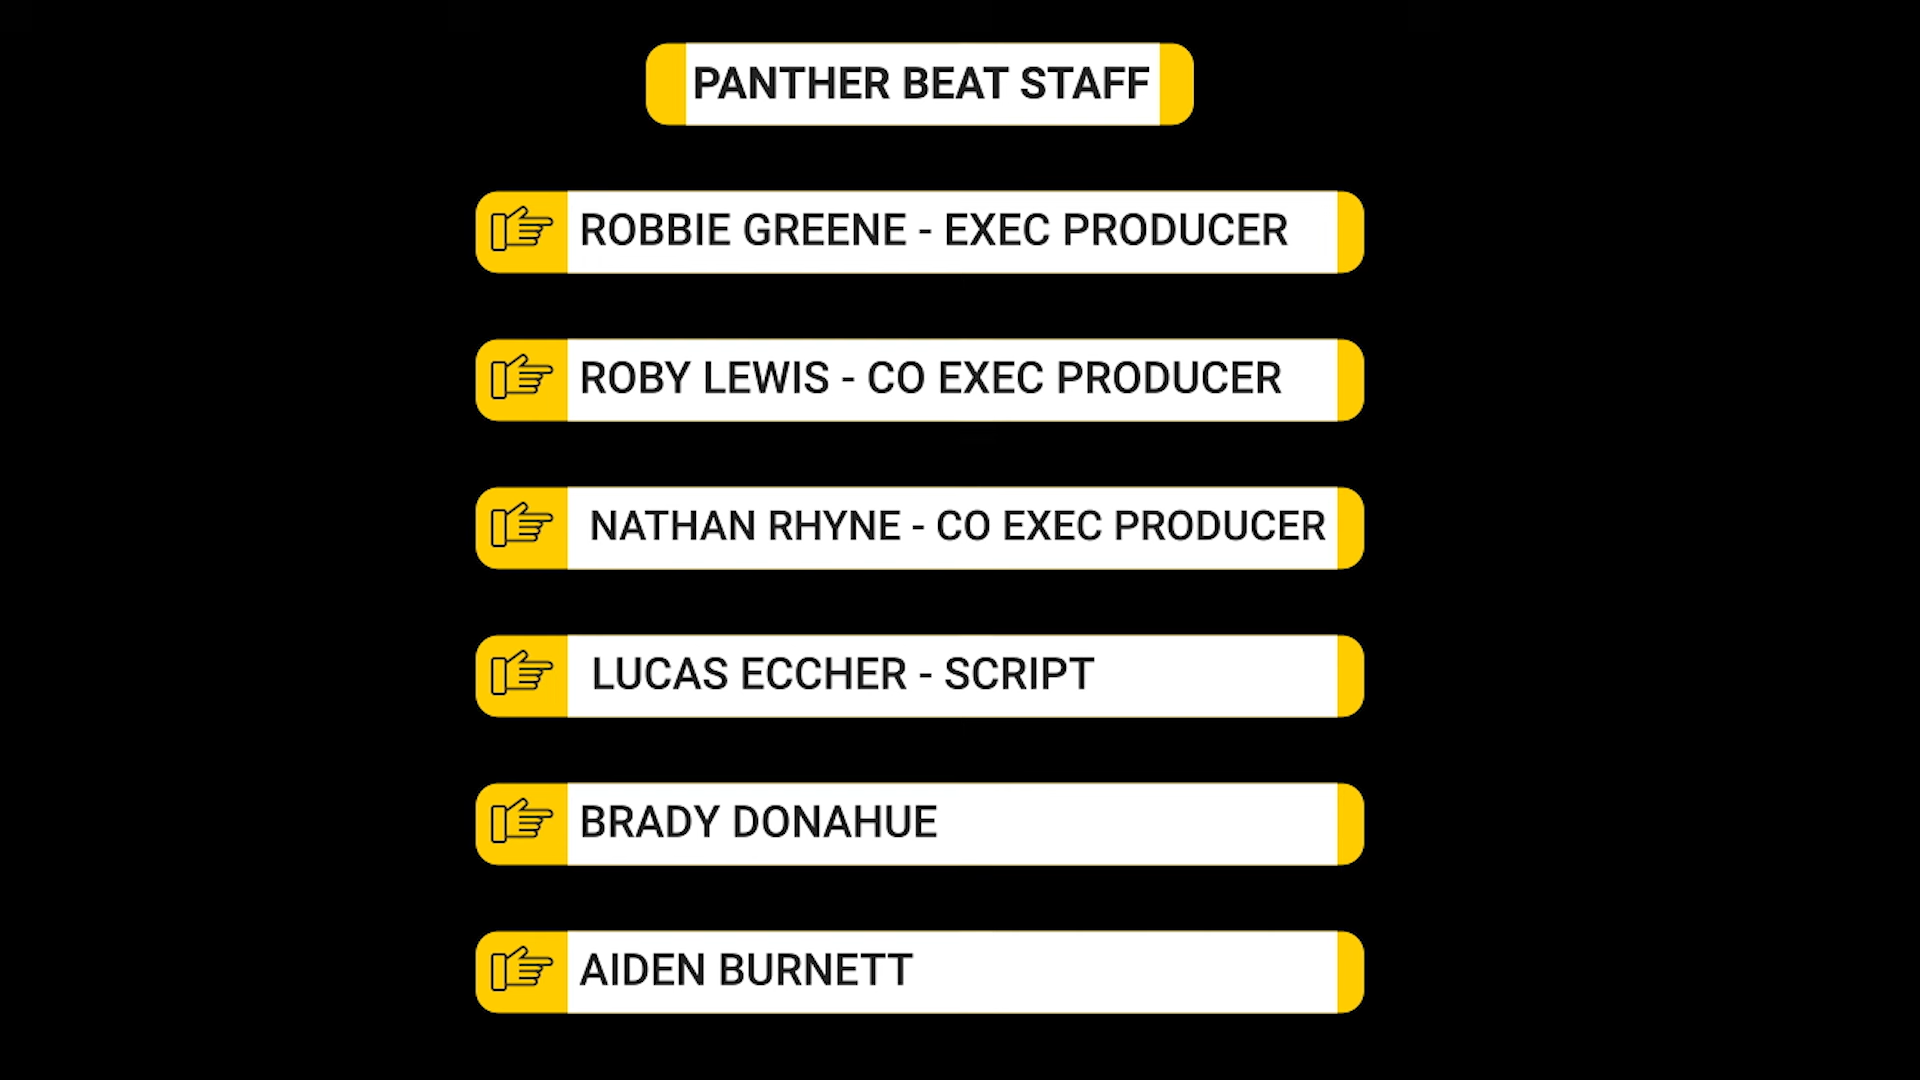 PANTHER BEAT STAFF
ROBBIE GREENE - EXEC PRODUCER
ROBY LEWIS - CO EXEC PRODUCER
NATHAN RHYNE - CO EXEC PRODUCER
LUCAS ECCHER - SCRIPT
BRADY DONAHUE
AIDEN BURNETT